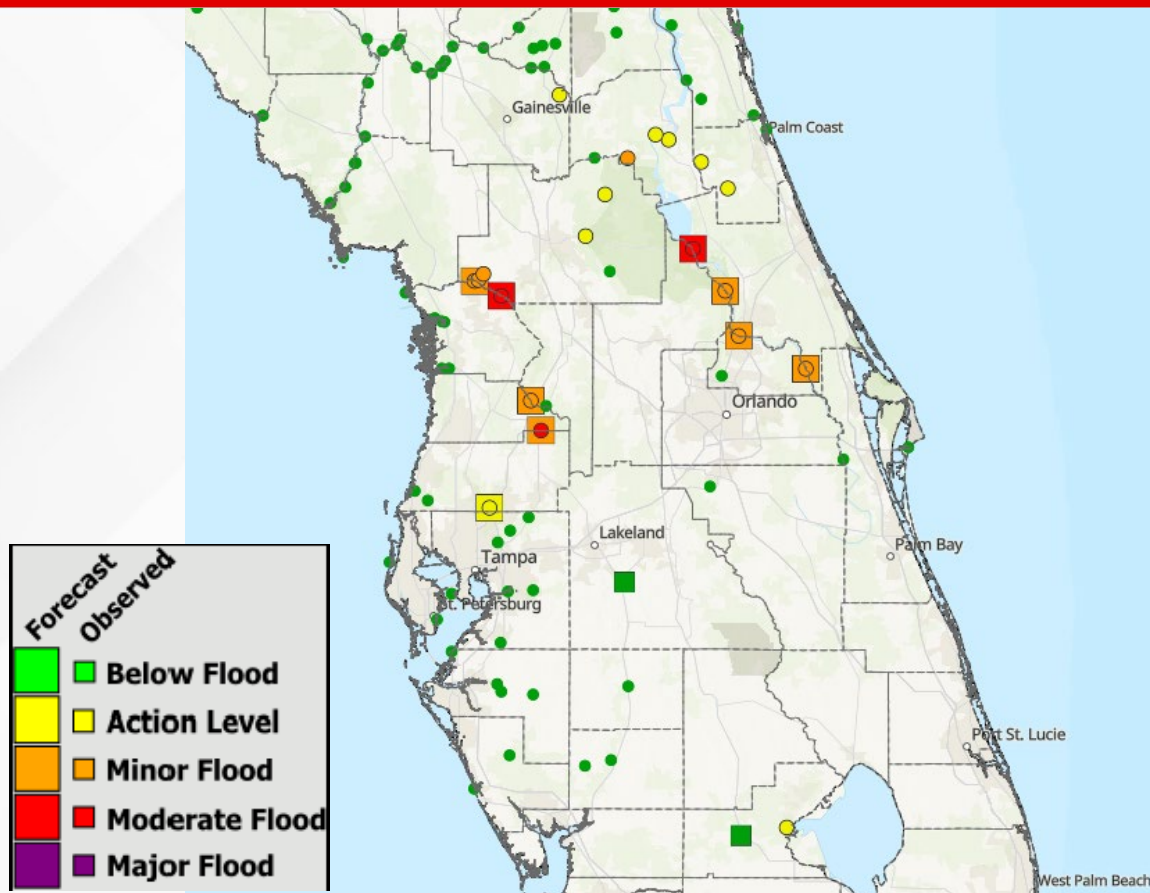 Gainesville
Palm Coast
Orlando
Lakeland
Palm Bay
Tampa
St. Petersburg
Port St. Lucie
West Palm Beach
Forecast
Observed
Below Flood
Action Level
Minor Flood
Moderate Flood
Major Flood